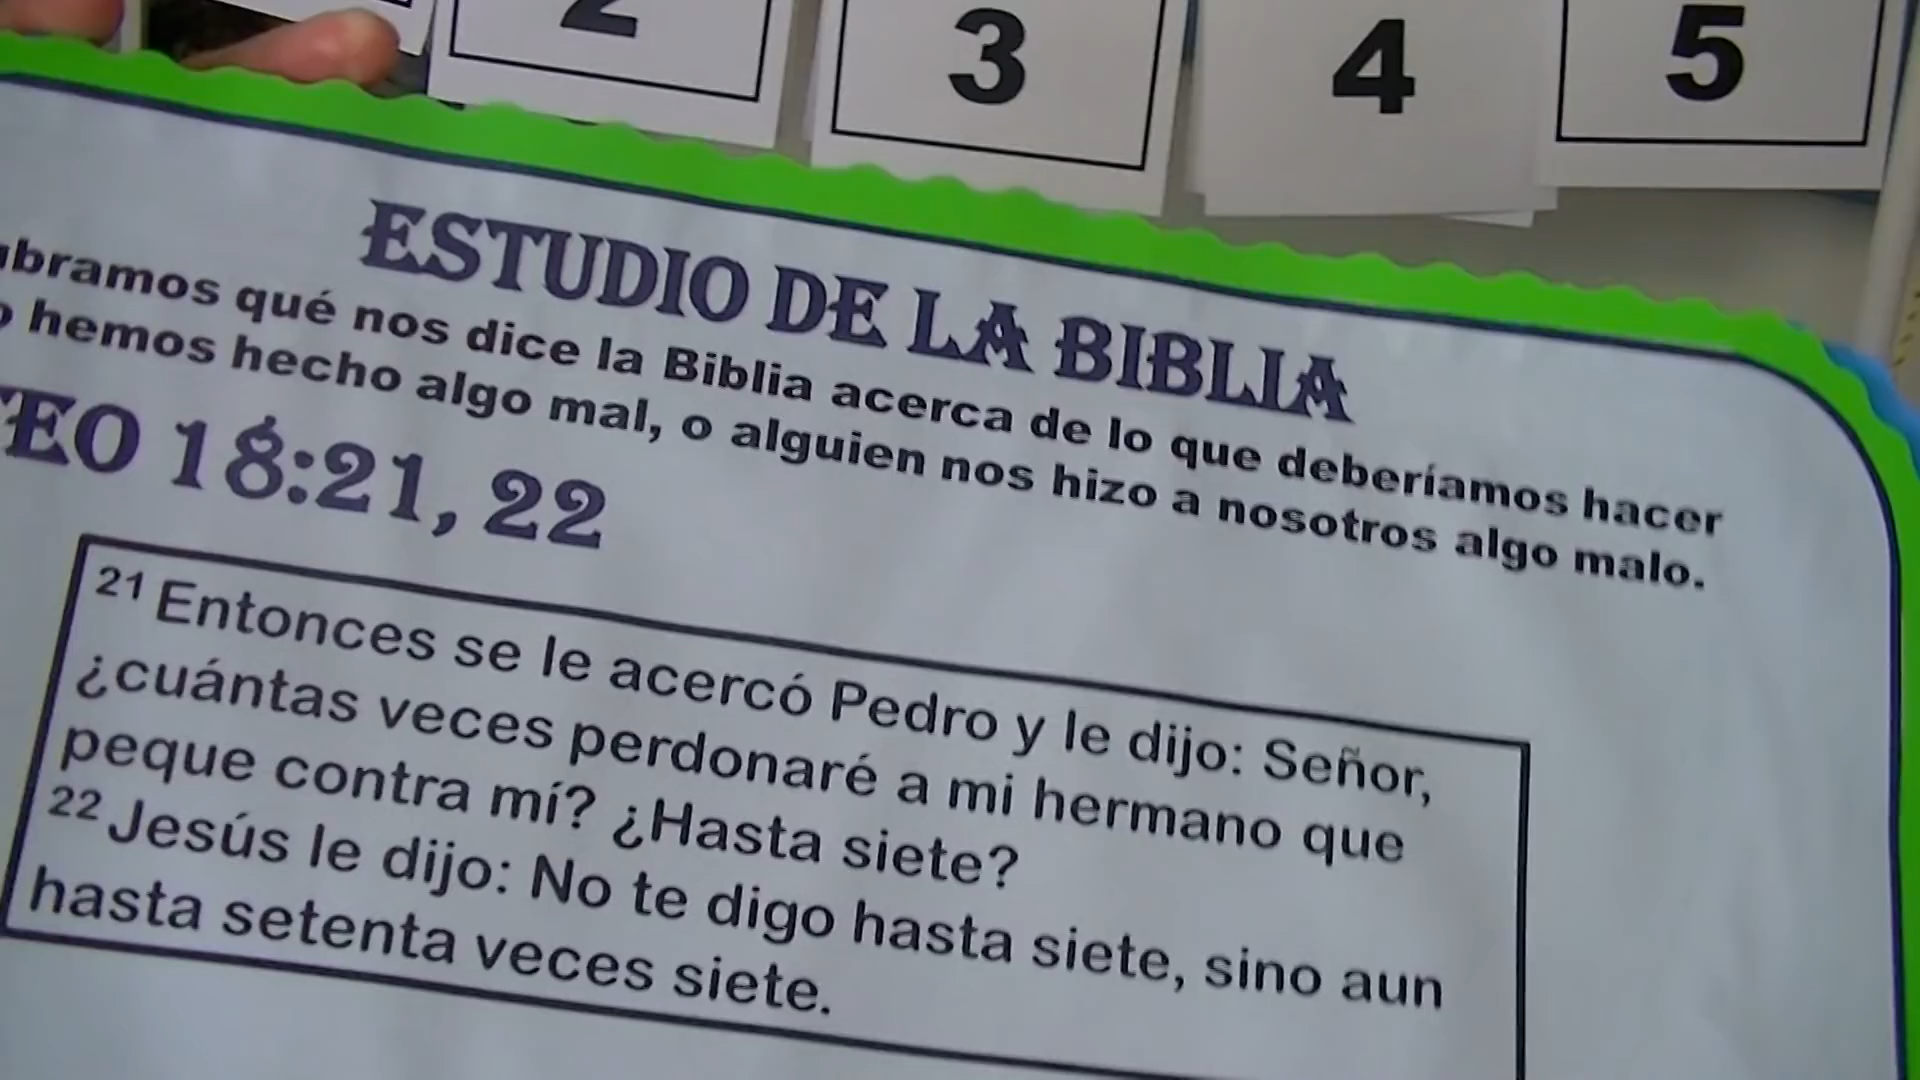 2
3
4
5
ESTUDIO DE LA BIBLIA
qué nos dice la Biblia acerca de lo que deberíamos hacer
hemos hecho algo mal, o alguien nos hizo a nosotros algo malo.
18:21, 22
21 Entonces se le acercó Pedro y le dijo: Señor,
¿cuántas veces perdonaré a mi hermano que
peque contra mí? ¿Hasta siete?
22 Jesús le dijo: No te digo hasta siete, sino aun
hasta setenta veces siete.